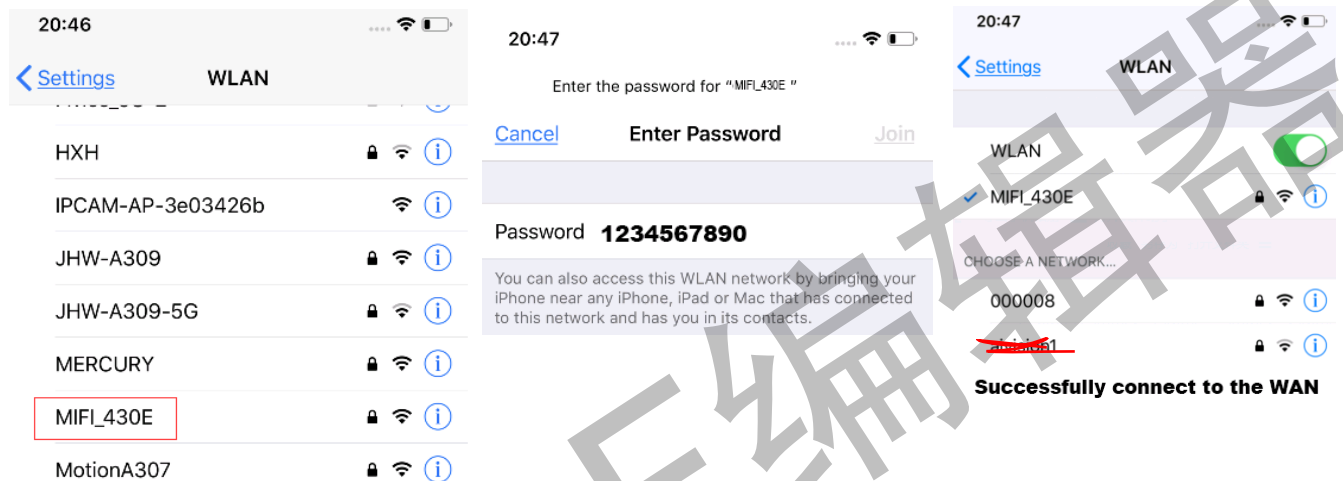 20:46
Settings
WLAN
HXH
IPCAM-AP-3e03426b
JHW-A309
JHW-A309-5G
MERCURY
MIFI_430E
MotionA307
20:47
Enter the password for “MIFI_430E ”
Cancel
Enter Password
Join
Password 1234567890
You can also access this WLAN network by bringing your
iPhone near any iPhone, iPad or Mac that has connected
to this network and has you in its contacts.
20:47
Settings
WLAN
WLAN
MIFI_430E
CHOOSE A NETWORK...
000008
Successfully connect to the WAN
编辑器